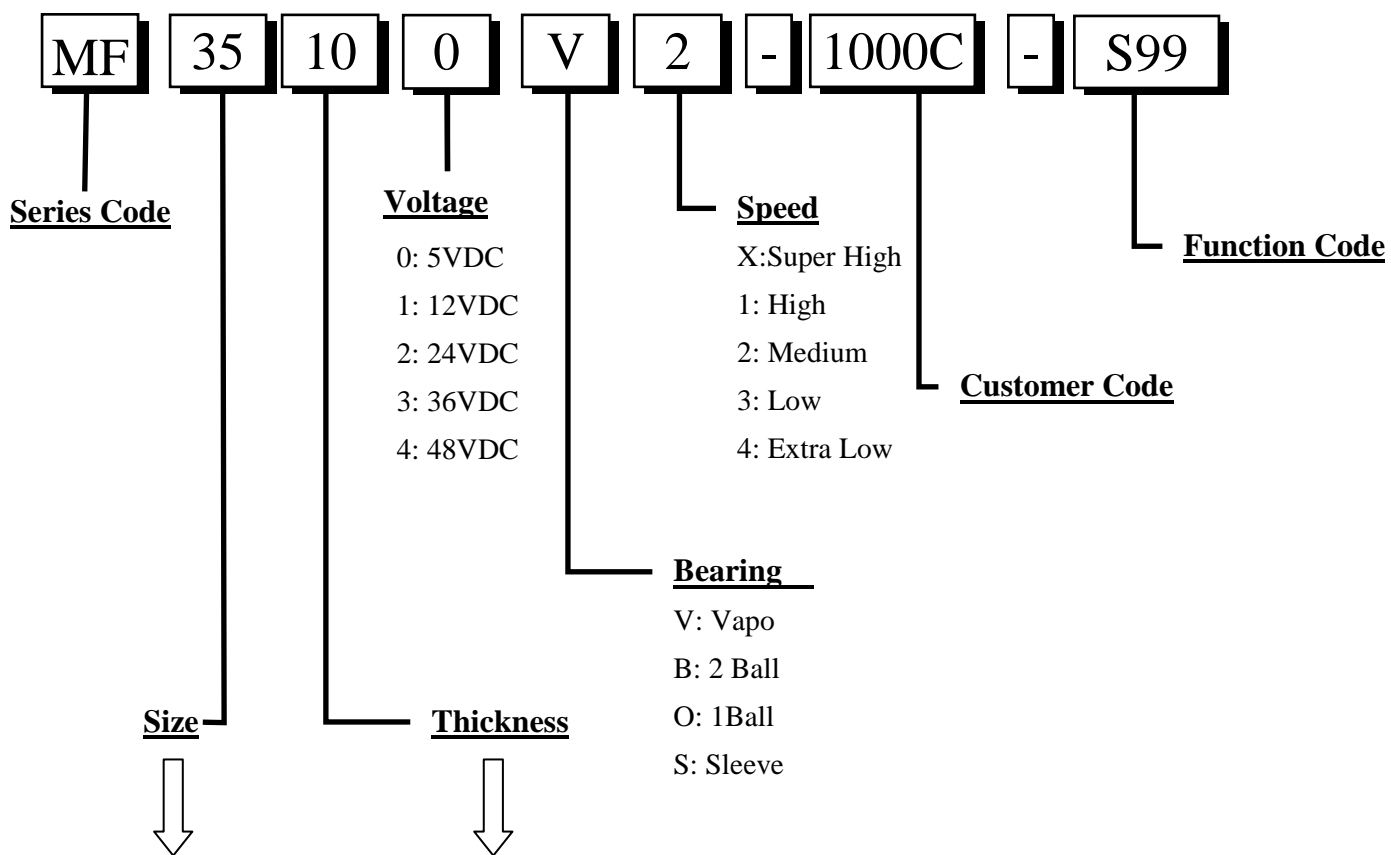 MF 35 10 0 V 2 - 1000C - S99
Series Code
Voltage
0: 5VDC
1: 12VDC
2: 24VDC
3: 36VDC
4: 48VDC
Speed
X:Super High
1: High
2: Medium
3: Low
4: Extra Low
Function Code
Customer Code
Bearing
V: Vapo
B: 2 Ball
O: 1Ball
S: Sleeve
Size
Thickness